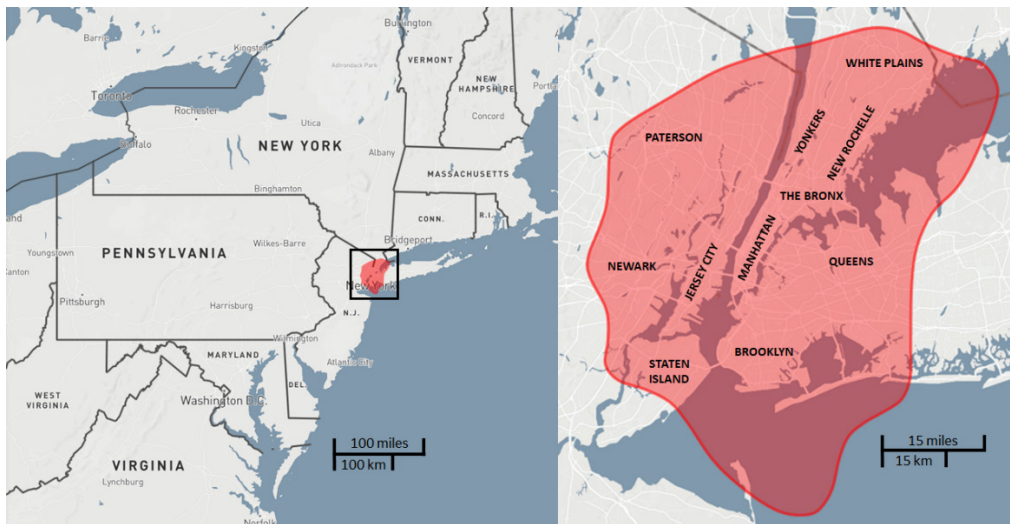 Burlington
Barrie
Kingston
Adirondack Park
VERMONT
NEW
HAMPSHIRE
Toronto
Rochester
Utica
Concord
Buffalo
NEW YORK
Albany
MASSACHUSETTS
Binghamton
CONN.
R.I.
Bridgeport
PENNSYLVANIA
Wilkes-Barre
Youngstown
Canton
New York
Pittsburgh
Harrisburg
N.J.
Wilmington
MARYLAND
Atlantic City
DEL.
WEST
VIRGINIA
Washington D.C.
100 miles
100 km
VIRGINIA
Lynchburg
Norfolk
WHITE PLAINS
PATERSON
YONKERS
NEW ROCHELLE
THE BRONX
MANHATTAN
QUEENS
NEWARK
JERSEY CITY
BROOKLYN
STATEN
ISLAND
15 miles
15 km